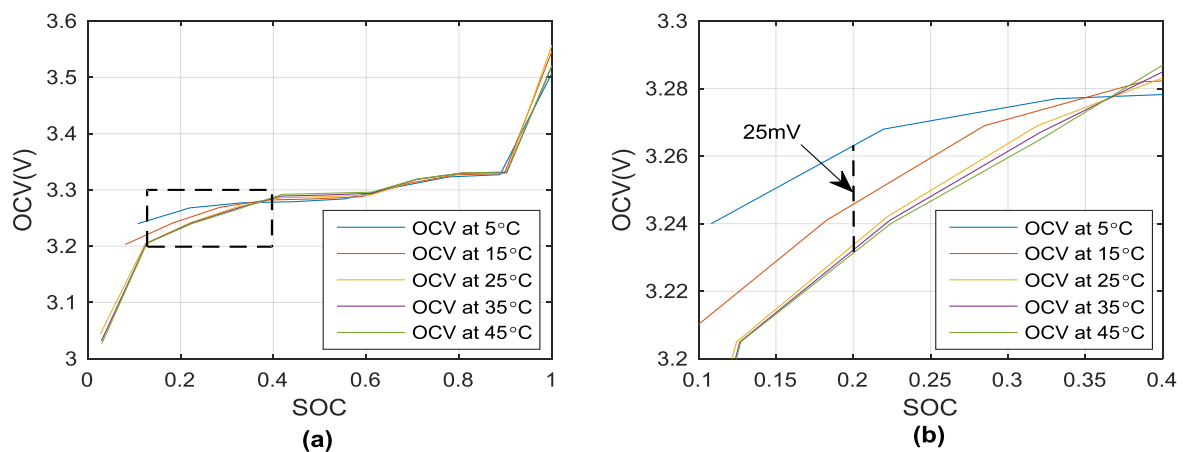 3.6
3.5
3.4
3.3
3.2
3.1
3
OCV(V)
0
0.2
0.4
0.6
0.8
1
SOC
OCV at 5°C
OCV at 15°C
OCV at 25°C
OCV at 35°C
OCV at 45°C
(a)
3.3
3.28
3.26
3.24
3.22
3.2
OCV(V)
25mV
0.1
0.15
0.2
0.25
0.3
0.35
0.4
SOC
OCV at 5°C
OCV at 15°C
OCV at 25°C
OCV at 35°C
OCV at 45°C
(b)